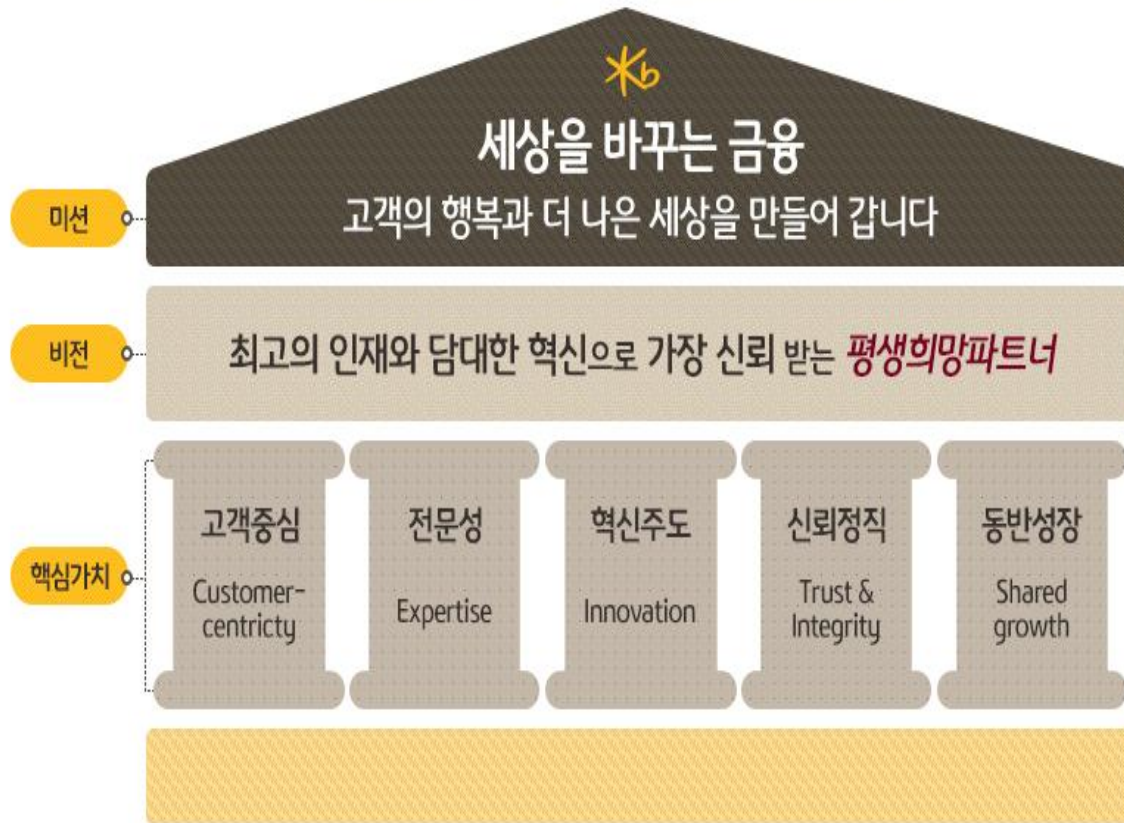 Kb
세상을 바꾸는 금융
미션
고객의 행복과 더 나은 세상을 만들어 갑니다
비전
최고의 인재와 담대한 혁신으로 가장 신뢰 받는 평생희망파트너
핵심가치
고객중심
Customer-
centricty
전문성
Expertise
혁신주도
Innovation
신뢰정직
Trust &
Integrity
동반성장
Shared
growth